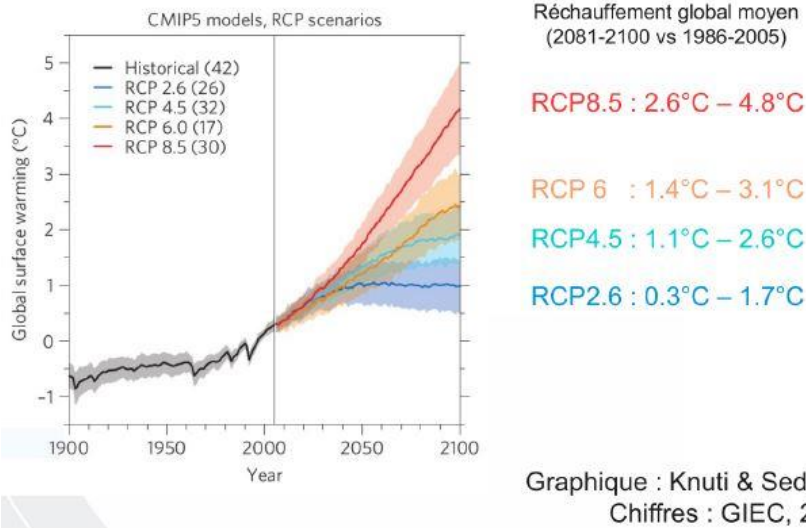 CMIP5 models, RCP scenarios
Historical (42)
RCP 2.6 (26)
RCP 4.5 (32)
RCP 6.0 (17)
RCP 8.5 (30)
Global surface warming (°C)
5
4
3
2
1
0
-1
1900 1950 2000 2050 2100
Year
Réchauffement global moyen
(2081-2100 vs 1986-2005)
RCP8.5 : 2.6°C – 4.8°C
RCP 6 : 1.4°C – 3.1°C
RCP4.5 : 1.1°C – 2.6°C
RCP2.6 : 0.3°C – 1.7°C
Graphique : Knuti & Sed
Chiffres : GIEC, 2